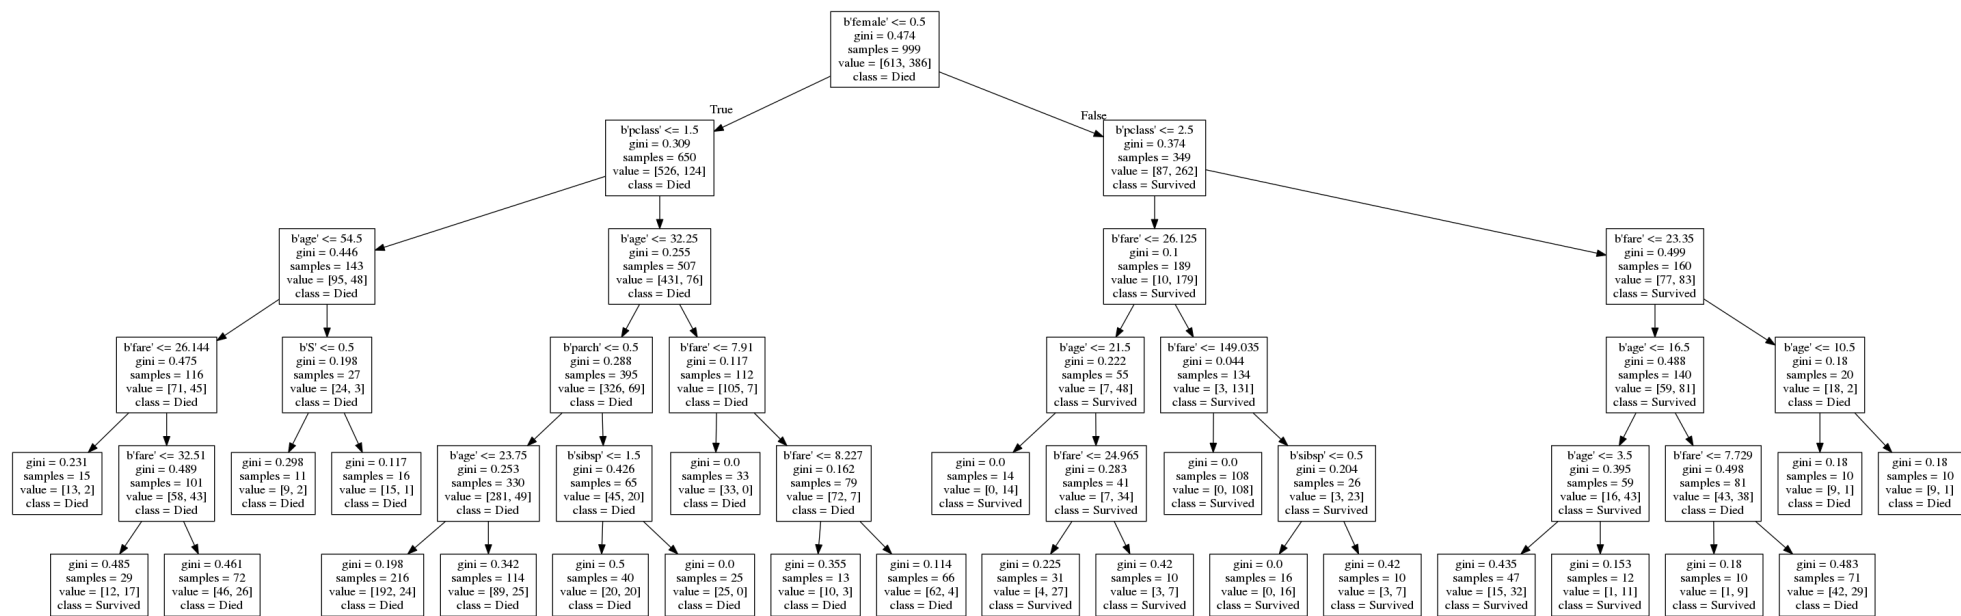 b'female' <= 0.5
gini = 0.474
samples = 999
value = [613, 386]
class = Died
True
False
b'pclass' <= 1.5
gini = 0.309
samples = 650
value = [526, 124]
class = Died
b'pclass' <= 2.5
gini = 0.374
samples = 349
value = [87, 262]
class = Survived
b'age' <= 54.5
gini = 0.446
samples = 143
value = [95, 48]
class = Died
b'age' <= 32.25
gini = 0.255
samples = 507
value = [431, 76]
class = Died
b'fare' <= 26.125
gini = 0.1
samples = 189
value = [10, 179]
class = Survived
b'fare' <= 23.35
gini = 0.499
samples = 160
value = [77, 83]
class = Survived
b'fare' <= 26.144
gini = 0.475
samples = 116
value = [71, 45]
class = Died
b'S' <= 0.5
gini = 0.198
samples = 27
value = [24, 3]
class = Died
b'parch' <= 0.5
gini = 0.288
samples = 395
value = [326, 69]
class = Died
b'fare' <= 7.91
gini = 0.117
samples = 112
value = [105, 7]
class = Died
b'age' <= 21.5
gini = 0.222
samples = 55
value = [7, 48]
class = Survived
b'fare' <= 149.035
gini = 0.044
samples = 134
value = [3, 131]
class = Survived
b'age' <= 16.5
gini = 0.488
samples = 140
value = [59, 81]
class = Survived
b'age' <= 10.5
gini = 0.18
samples = 20
value = [18, 2]
class = Died
gini = 0.231
samples = 15
value = [13, 2]
class = Died
b'fare' <= 32.51
gini = 0.489
samples = 101
value = [58, 43]
class = Died
gini = 0.298
samples = 11
value = [9, 2]
class = Died
gini = 0.117
samples = 16
value = [15, 1]
class = Died
b'age' <= 23.75
gini = 0.253
samples = 330
value = [281, 49]
class = Died
b'sibsp' <= 1.5
gini = 0.426
samples = 65
value = [45, 20]
class = Died
gini = 0.0
samples = 33
value = [33, 0]
class = Died
b'fare' <= 8.227
gini = 0.162
samples = 79
value = [72, 7]
class = Died
gini = 0.0
samples = 14
value = [0, 14]
class = Survived
b'fare' <= 24.965
gini = 0.283
samples = 41
value = [7, 34]
class = Survived
gini = 0.0
samples = 108
value = [0, 108]
class = Survived
b'sibsp' <= 0.5
gini = 0.204
samples = 26
value = [3, 23]
class = Survived
b'age' <= 3.5
gini = 0.395
samples = 59
value = [16, 43]
class = Survived
b'fare' <= 7.729
gini = 0.498
samples = 81
value = [43, 38]
class = Died
gini = 0.18
samples = 10
value = [9, 1]
class = Died
gini = 0.18
samples = 10
value = [9, 1]
class = Died
gini = 0.485
samples = 29
value = [12, 17]
class = Survived
gini = 0.461
samples = 72
value = [46, 26]
class = Died
gini = 0.198
samples = 216
value = [192, 24]
class = Died
gini = 0.342
samples = 114
value = [89, 25]
class = Died
gini = 0.5
samples = 40
value = [20, 20]
class = Died
gini = 0.0
samples = 25
value = [25, 0]
class = Died
gini = 0.355
samples = 13
value = [10, 3]
class = Died
gini = 0.114
samples = 66
value = [62, 4]
class = Died
gini = 0.225
samples = 31
value = [4, 27]
class = Survived
gini = 0.42
samples = 10
value = [3, 7]
class = Survived
gini = 0.0
samples = 16
value = [0, 16]
class = Survived
gini = 0.42
samples = 10
value = [3, 7]
class = Survived
gini = 0.435
samples = 47
value = [15, 32]
class = Survived
gini = 0.153
samples = 12
value = [1, 11]
class = Survived
gini = 0.18
samples = 10
value = [1, 9]
class = Survived
gini = 0.483
samples = 71
value = [42, 29]
class = Died